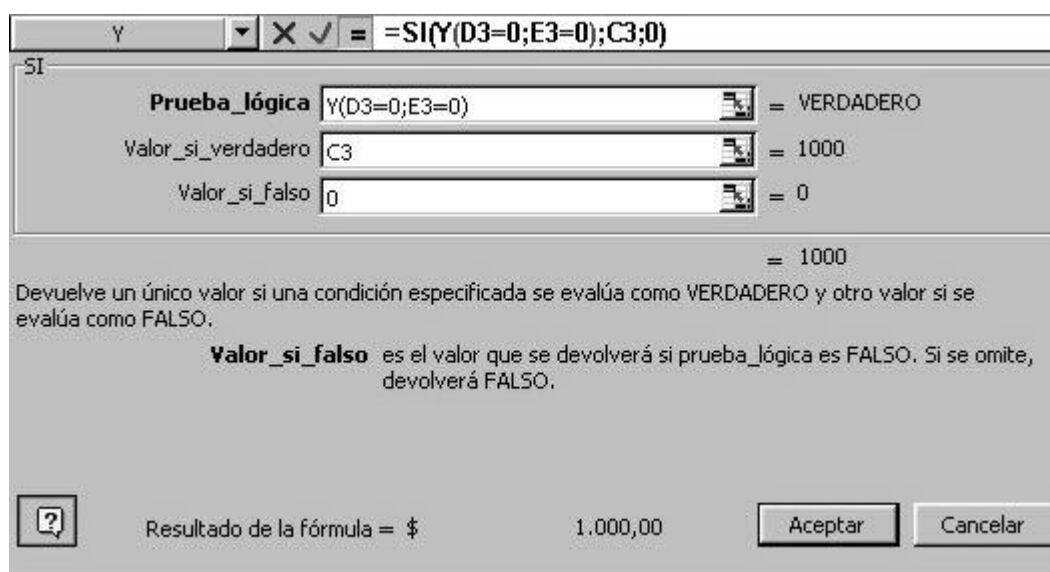 Y = =SI(Y(D3=0;E3=0);C3;0)
SI
Prueba_lógica Y(D3=0;E3=0) = VERDADERO
Valor_si_verdadero C3 = 1000
Valor_si_falso 0 = 0
= 1000
Devuelve un único valor si una condición especificada se evalúa como VERDADERO y otro valor si se
evalúa como FALSO.
Valor_si_falso es el valor que se devolverá si prueba_lógica es FALSO. Si se omite,
devolverá FALSO.
? Resultado de la fórmula = $ 1.000,00 Aceptar Cancelar